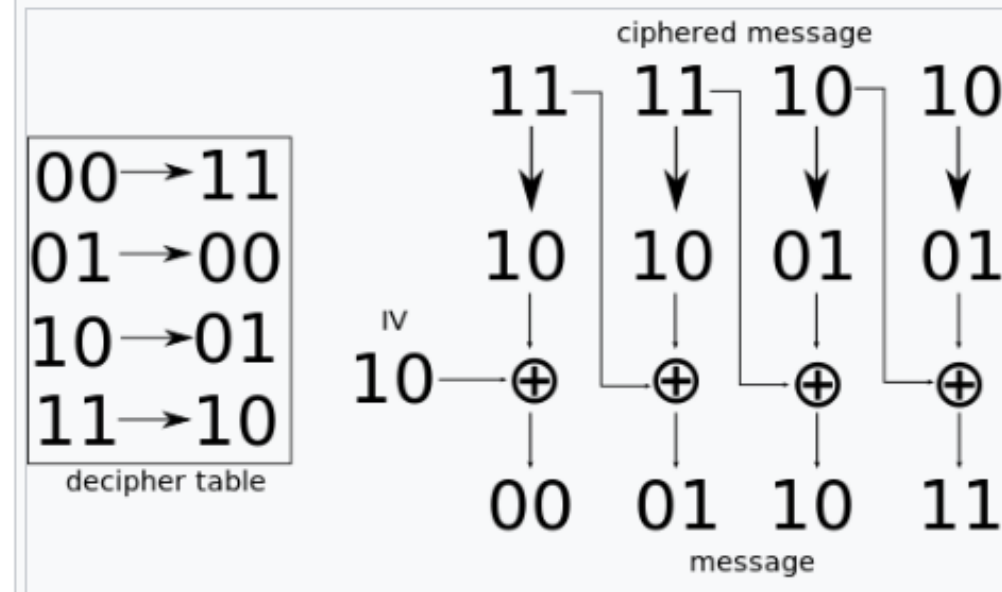 ciphered message
11 11 10 10
00 → 11
01 → 00
10 → 01
11 → 10
decipher table
10 10 01 01
IV
10
00 01 10 11
message